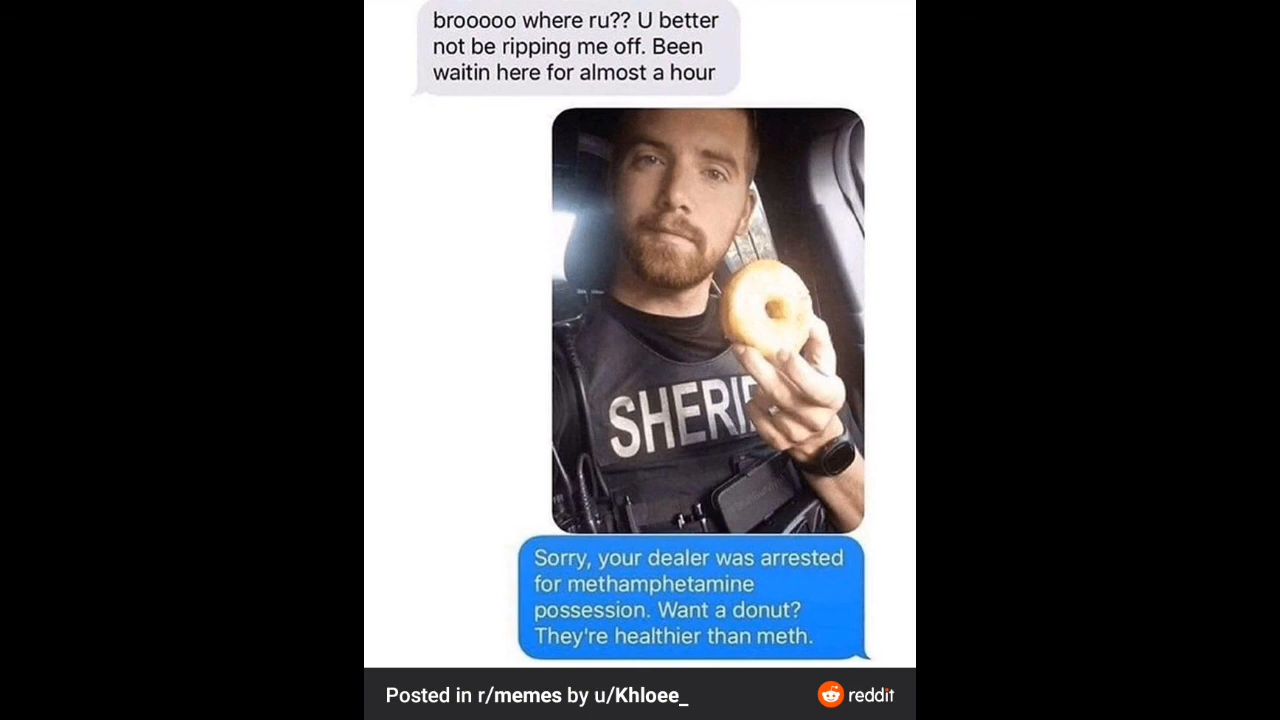 brooooo where ru?? U better
not be ripping me off. Been
waitin here for almost a hour
SHERIF
Sorry, your dealer was arrested
for methamphetamine
possession. Want a donut?
They're healthier than meth.
Posted in r/memes by u/Khloee_
reddit